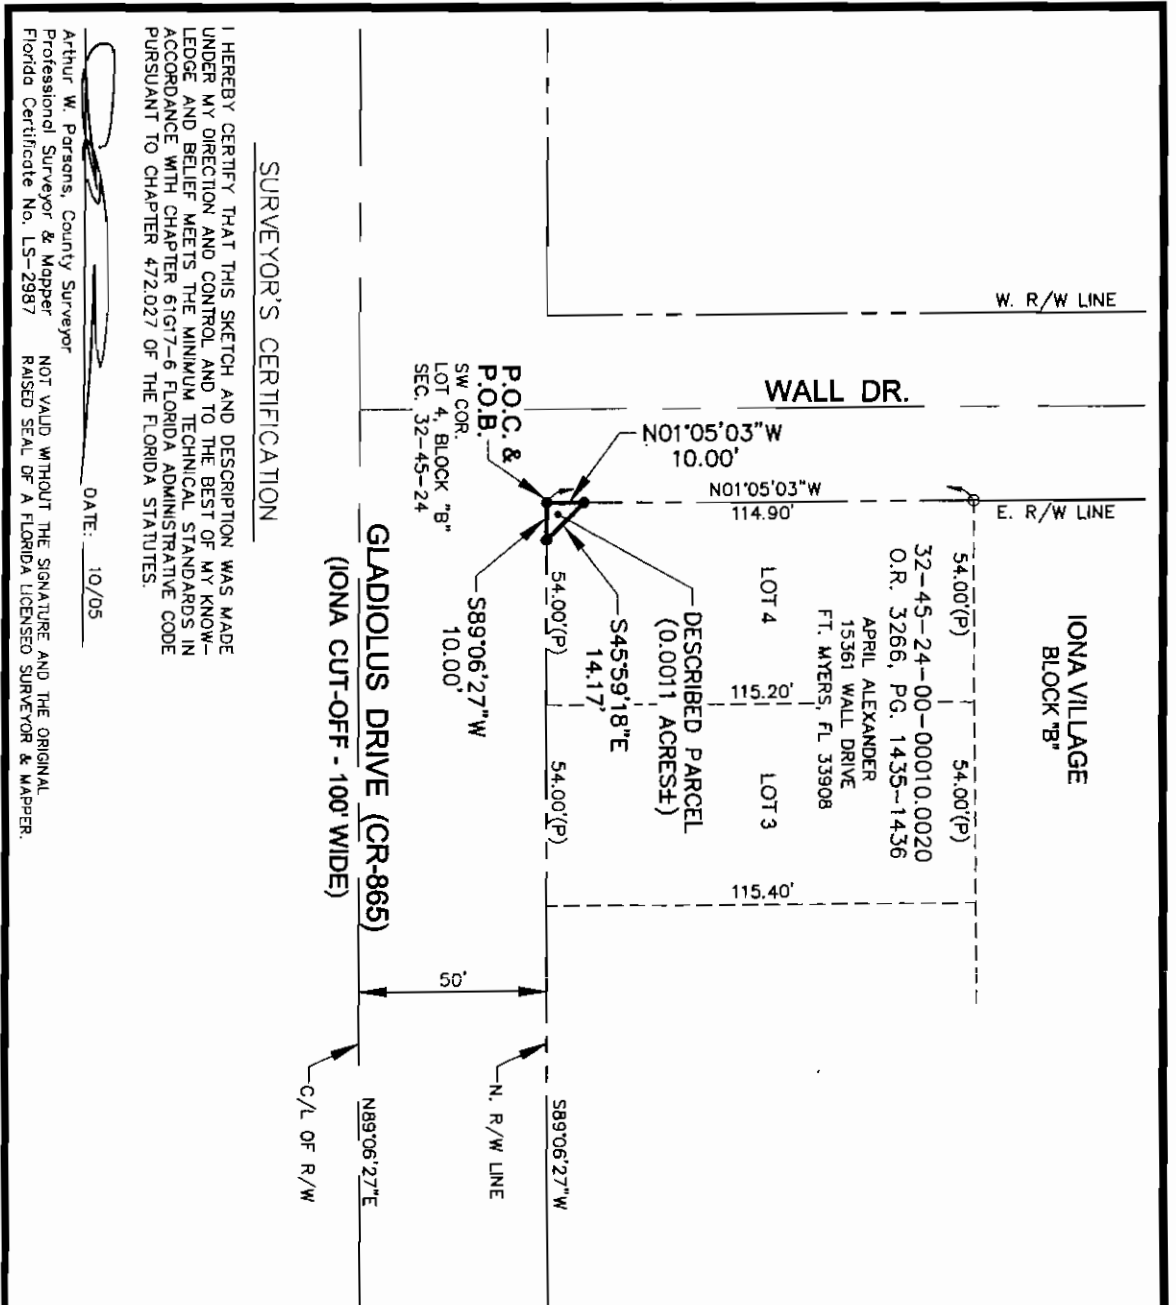 IONA VILLAGE
BLOCK "B"
W. R/W LINE
WALL DR.
E. R/W LINE
N01°05'03"W
114.90'
N01°05'03"W
10.00'
54.00'(P)
54.00'(P)
32-45-24-00-00010.0020
O.R. 3266, PG. 1435-1436
APRIL ALEXANDER
15361 WALL DRIVE
FT. MYERS, FL 33908
LOT 4
LOT 3
115.20'
115.40'
DESCRIBED PARCEL
(0.0011 ACRES±)
S45°59'18"E
14.17'
54.00'(P)
54.00'(P)
S89°06'27"W
10.00'
P.O.C. &
P.O.B.
SW COR.
LOT 4, BLOCK "B"
SEC. 32-45-24
S89°06'27"W
N. R/W LINE
50'
GLADIOLUS DRIVE (CR-865)
(IONA CUT-OFF - 100' WIDE)
N89°06'27"E
C/L OF R/W
SURVEYOR'S CERTIFICATION
I HEREBY CERTIFY THAT THIS SKETCH AND DESCRIPTION WAS MADE
UNDER MY DIRECTION AND CONTROL AND TO THE BEST OF MY KNOW-
LEDGE AND BELIEF MEETS THE MINIMUM TECHNICAL STANDARDS IN
ACCORDANCE WITH CHAPTER 61G17-6 FLORIDA ADMINISTRATIVE CODE
PURSUANT TO CHAPTER 472.027 OF THE FLORIDA STATUTES.
DATE: 10/05
Arthur W. Parsons, County Surveyor
Professional Surveyor & Mapper
Florida Certificate No. LS-2987
NOT VALID WITHOUT THE SIGNATURE AND THE ORIGINAL
RAISED SEAL OF A FLORIDA LICENSED SURVEYOR & MAPPER.